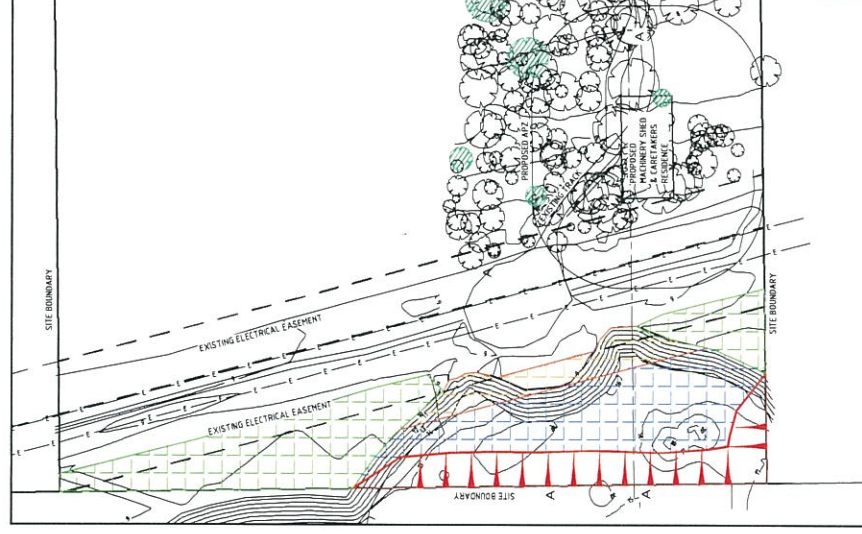 SITE BOUNDARY
EXISTING ELECTRICAL EASEMENT
EXISTING ELECTRICAL EASEMENT
PROPOSED APZ
EXISTING TRACK
PROPOSED
MACHINERY SHED
& CARETAKERS
RESIDENCE
SITE BOUNDARY
SITE BOUNDARY
A
A
A
E
E
E
E
E
E
E
E
E
E
E
E